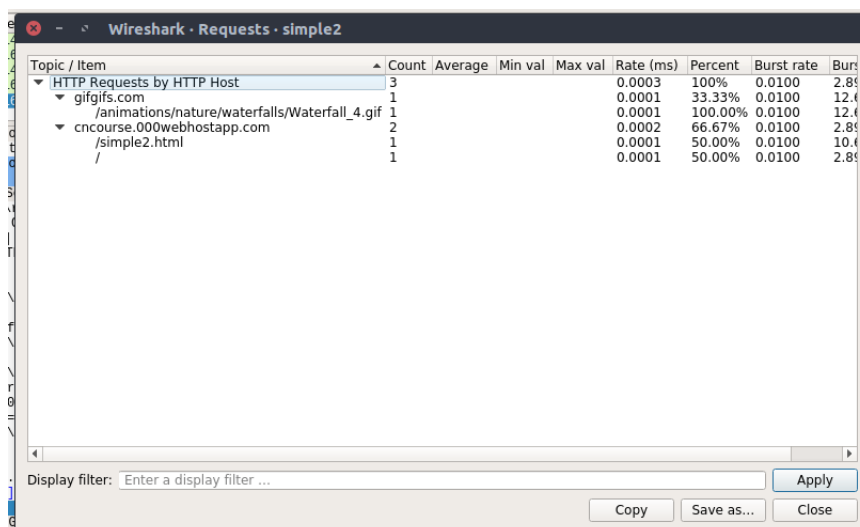 Wireshark · Requests · simple2
Topic / Item Count Average Min val Max val Rate (ms) Percent Burst rate
HTTP Requests by HTTP Host 3 0.0003 100% 0.0100
gifgifs.com 1 0.0001 33.33% 0.0100
/animations/nature/waterfalls/Waterfall_4.gif 1 0.0001 100.00% 0.0100
cncourse.000webhostapp.com 2 0.0002 66.67% 0.0100
/simple2.html 1 0.0001 50.00% 0.0100
/ 1 0.0001 50.00% 0.0100
Display filter: Enter a display filter ... Apply
Copy Save as... Close